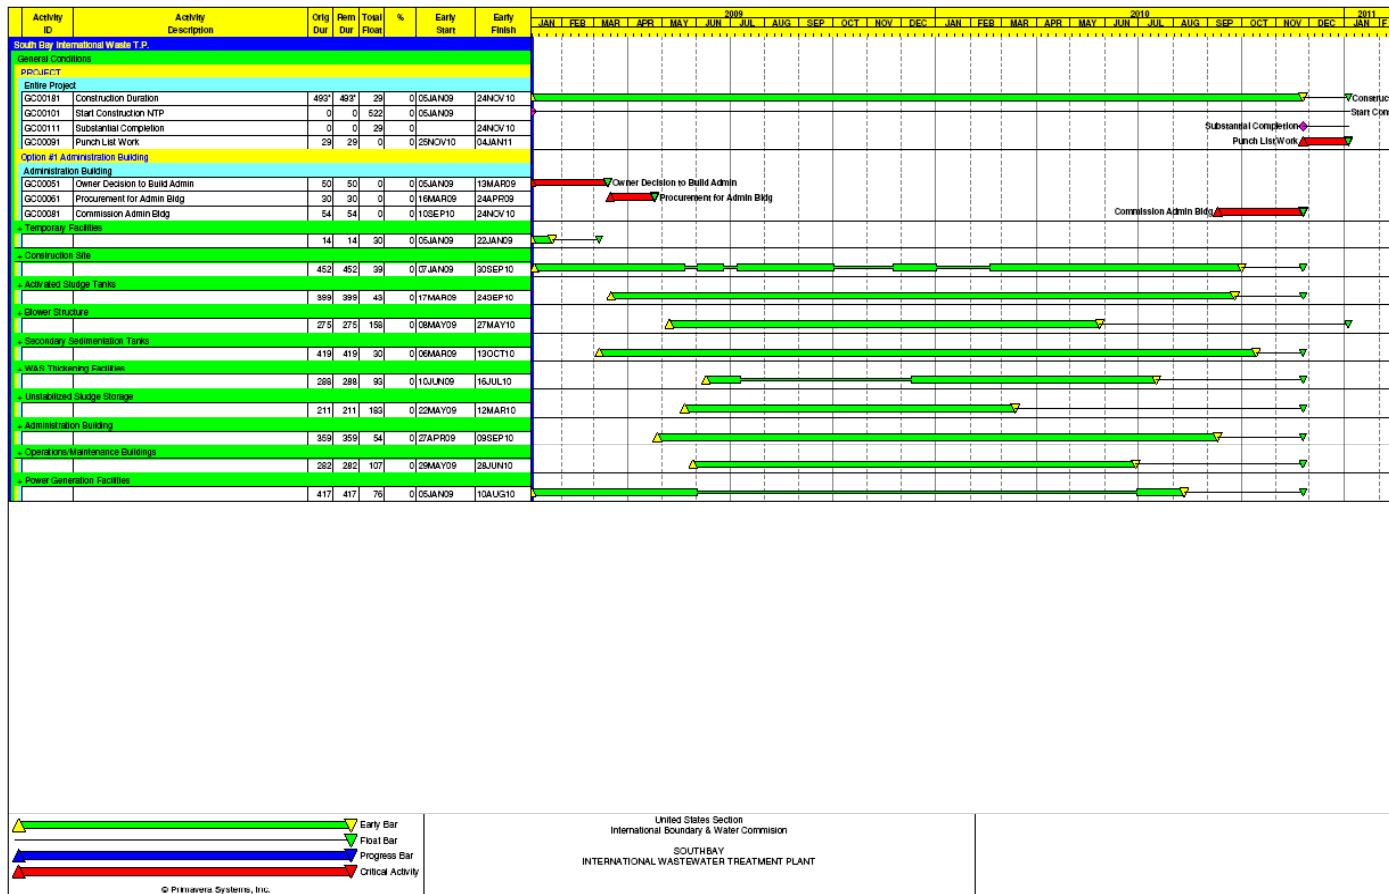 Activity ID Activity Description Orig Dur Rem Dur Total Float % Early Start Early Finish
2009 2010 2011
JAN FEB MAR APR MAY JUN JUL AUG SEP OCT NOV DEC JAN FEB MAR APR MAY JUN JUL AUG SEP OCT NOV DEC JAN F
South Bay International Waste T.P.
General Conditions
PROJECT
Entire Project
GC00181 Construction Duration 493* 493* 29 0 05JAN09 24NOV10 Construc
GC00101 Start Construction NTP 0 0 522 0 05JAN09 Start Cons
GC00111 Substantial Completion 0 0 29 0 24NOV10 Substantial Completion
GC00091 Punch List Work 29 29 0 0 25NOV10 04JAN11 Punch List Work
Option #1 Administration Building
Administration Building
GC00051 Owner Decision to Build Admin 50 50 0 0 05JAN09 13MAR09 Owner Decision to Build Admin
GC00061 Procurement for Admin Bldg 30 30 0 0 16MAR09 24APR09 Procurement for Admin Bldg
GC00081 Commission Admin Bldg 54 54 0 0 10SEP10 24NOV10 Commission Admin Bldg
+ Temporary Facilities
14 14 30 0 05JAN09 22JAN09
+ Construction Site
452 452 39 0 07JAN09 30SEP10
+ Activated Sludge Tanks
399 399 43 0 17MAR09 24SEP10
+ Blower Structure
275 275 158 0 08MAY09 27MAY10
+ Secondary Sedimentation Tanks
419 419 30 0 06MAR09 13OCT10
+ WAS Thickening Facilities
288 288 93 0 10JUN09 16JUL10
+ Unstabilized Sludge Storage
211 211 183 0 22MAY09 12MAR10
+ Administration Building
359 359 54 0 27APR09 09SEP10
+ Operations/Maintenance Buildings
282 282 107 0 29MAY09 28JUN10
+ Power Generation Facilities
417 417 76 0 05JAN09 10AUG10
Early Bar
Float Bar
Progress Bar
Critical Activity
© Primavera Systems, Inc.
United States Section
International Boundary & Water Commision
SOUTHBAY
INTERNATIONAL WASTEWATER TREATMENT PLANT